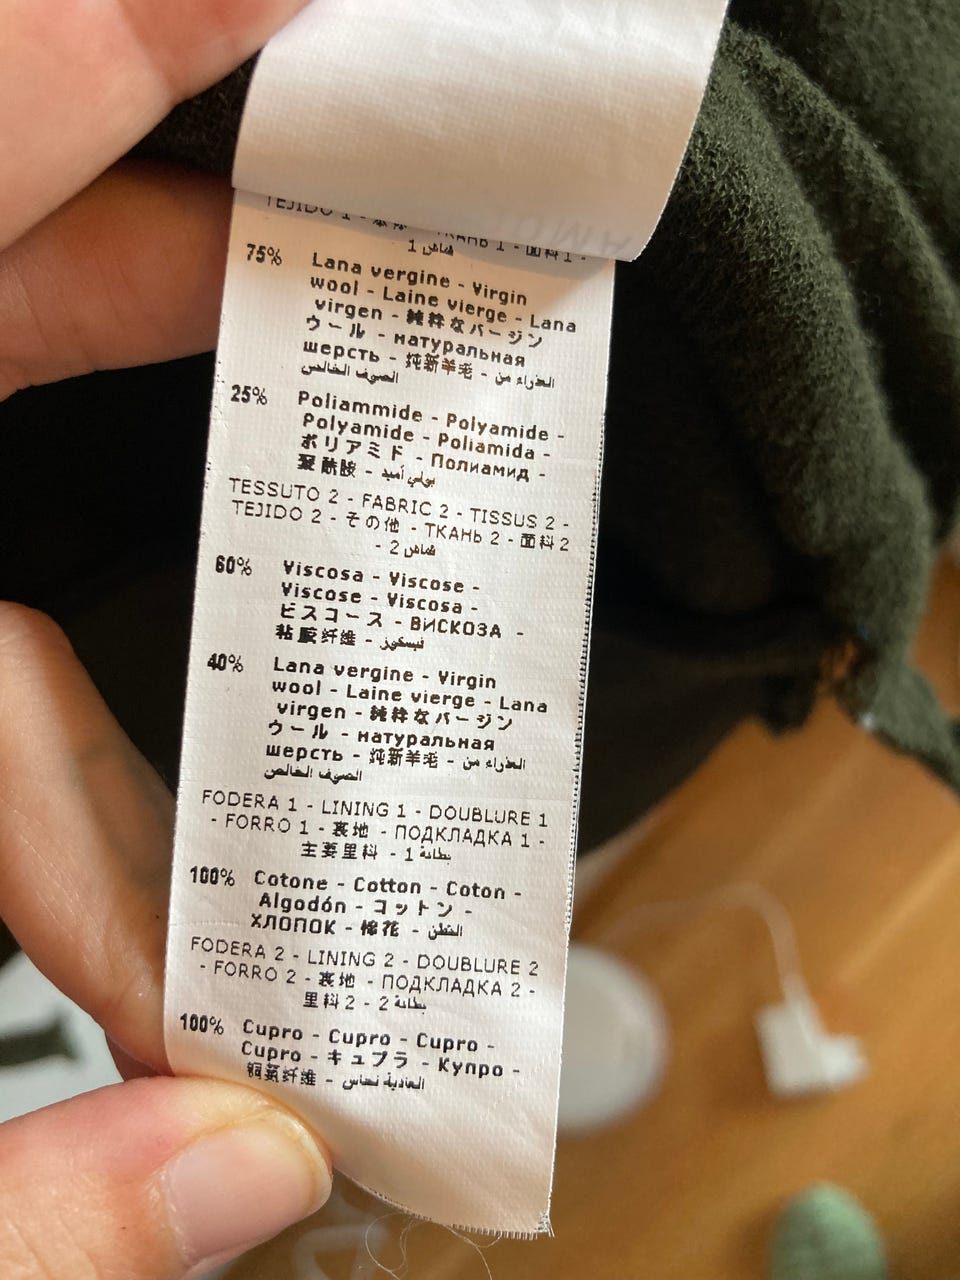 TEJIDO 1 - 本体 - ТКАНЬ 1 - 面料1 -
قماش 1
75% Lana vergine - Virgin
wool - Laine vierge - Lana
virgen - 純粋なバージン
ウール - натуральная
шерсть - 纯新羊毛 - العذراء من
الصوف الخالص
25% Poliammide - Polyamide -
Polyamide - Poliamida -
ポリアミド - Полиамид -
聚酰胺 - بولي أميد
TESSUTO 2 - FABRIC 2 - TISSUS 2 -
TEJIDO 2 - その他 - ТКАНЬ 2 - 面料2
- قماش 2
60% Viscosa - Viscose -
Viscose - Viscosa -
ビスコース - ВИСКОЗА -
粘胶纤维 - فيسكوز
40% Lana vergine - Virgin
wool - Laine vierge - Lana
virgen - 純粋なバージン
ウール - натуральная
шерсть - 纯新羊毛 - العذراء من
الصوف الخالص
FODERA 1 - LINING 1 - DOUBLURE 1
- FORRO 1 - 裏地 - ПОДКЛАДКА 1 -
主要里料 - بطانة 1
100% Cotone - Cotton - Coton -
Algodón - コットン -
ХЛОПОК - 棉花 - القطن
FODERA 2 - LINING 2 - DOUBLURE 2
- FORRO 2 - 裏地 - ПОДКЛАДКА 2 -
里料2 - بطانة 2
100% Cupro - Cupro - Cupro -
Cupro - キュプラ - Купро -
铜氨纤维 - العادية نحاس